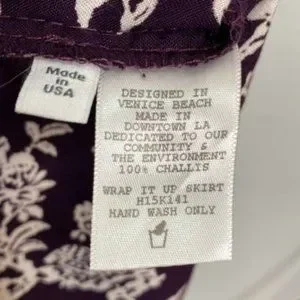 Made in
USA
DESIGNED IN
VENICE BEACH
MADE IN
DOWNTOWN LA
DEDICATED TO OUR
COMMUNITY &
THE ENVIRONMENT
100% CHALLIS
WRAP IT UP SKIRT
H15K141
HAND WASH ONLY